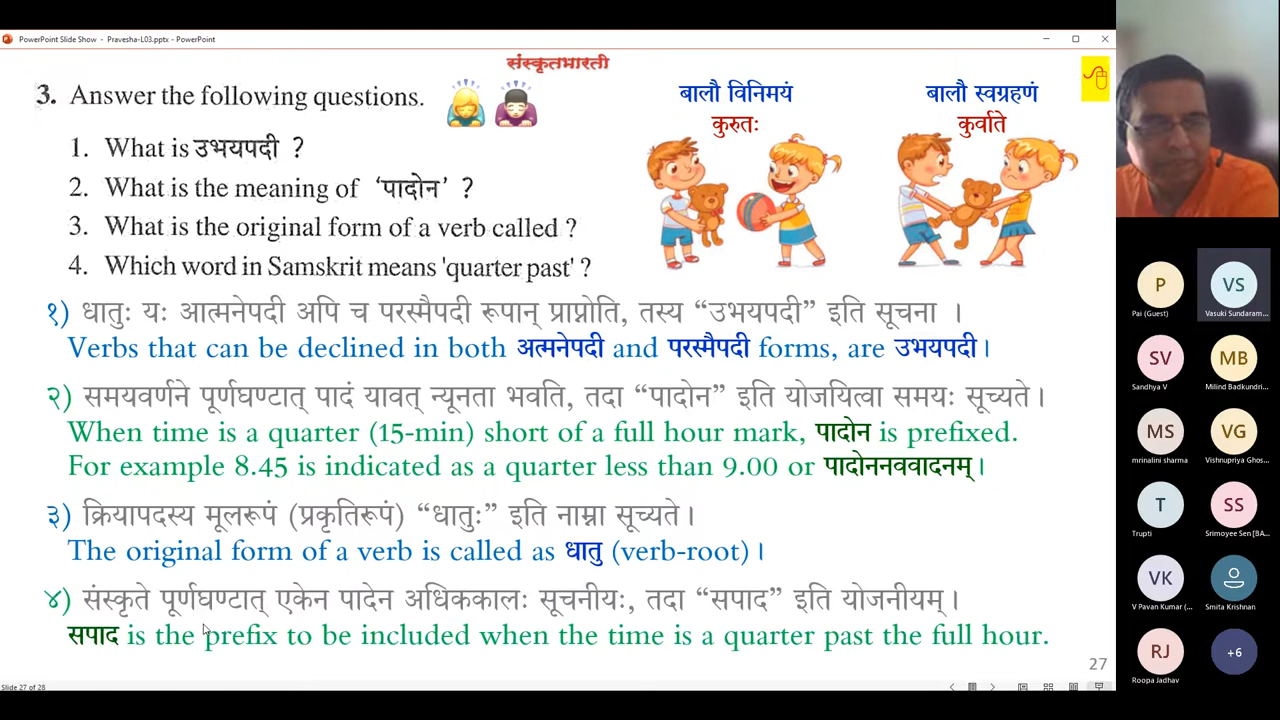 PowerPoint Slide Show - Pravesha-L03.pptx - PowerPoint
संस्कृतभारती
3. Answer the following questions.
1. What is उभयपदी ?
2. What is the meaning of ‘पादोन’ ?
3. What is the original form of a verb called ?
4. Which word in Samskrit means 'quarter past' ?
बालौ विनिमयं
कुरुतः
बालौ स्वग्रहणं
कुर्वाते
१) धातुः यः आत्मनेपदी अपि च परस्मैपदी रूपान् प्राप्नोति, तस्य “उभयपदी” इति सूचना ।
Verbs that can be declined in both अत्मनेपदी and परस्मैपदी forms, are उभयपदी।
२) समयवर्णने पूर्णघण्टात् पादं यावत् न्यूनता भवति, तदा “पादोन” इति योजयित्वा समयः सूच्यते।
When time is a quarter (15-min) short of a full hour mark, पादोन is prefixed.
For example 8.45 is indicated as a quarter less than 9.00 or पादोननववादनम्।
३) क्रियापदस्य मूलरूपं (प्रकृतिरूपं) “धातुः” इति नाम्ना सूच्यते।
The original form of a verb is called as धातु (verb-root)।
४) संस्कृते पूर्णघण्टात् एकेन पादेन अधिककालः सूचनीयः, तदा “सपाद” इति योजनीयम्।
सपाद is the prefix to be included when the time is a quarter past the full hour.
27
Slide 27 of 28
P
Pai (Guest)
VS
Vasuki Sundaram...
SV
Sandhya V
MB
Milind Badkundri...
MS
mrinalini sharma
VG
Vishnupriya Ghos...
T
Trupti
SS
Srimoyee Sen [BA...
VK
V Pavan Kumar (...
Smita Krishnan
RJ
Roopa Jadhav
+6